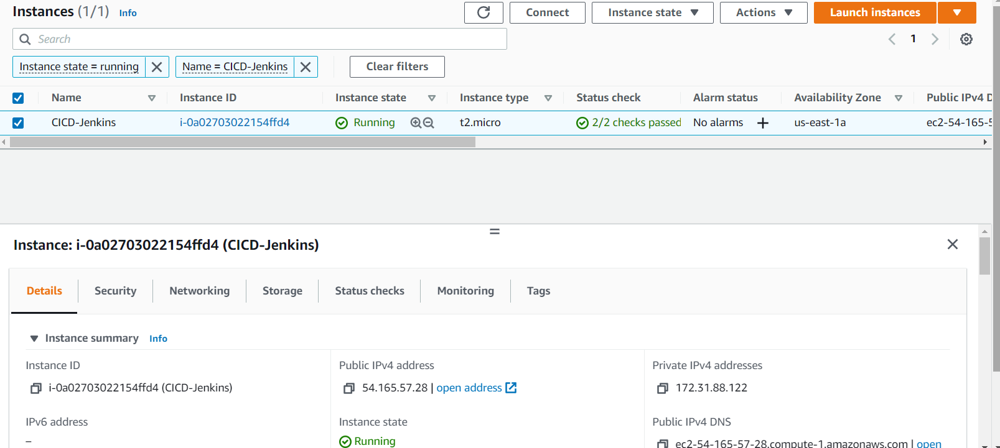 Instances (1/1) Info
Connect Instance state Actions Launch instances
Search
1
Instance state = running Name = CICD-Jenkins Clear filters
Name Instance ID Instance state Instance type Status check Alarm status Availability Zone Public IPv4 D
CICD-Jenkins i-0a02703022154ffd4 Running t2.micro 2/2 checks passed No alarms + us-east-1a ec2-54-165-5
Instance: i-0a02703022154ffd4 (CICD-Jenkins)
Details Security Networking Storage Status checks Monitoring Tags
Instance summary Info
Instance ID Public IPv4 address Private IPv4 addresses
i-0a02703022154ffd4 (CICD-Jenkins) 54.165.57.28 | open address 172.31.88.122
IPv6 address Instance state Public IPv4 DNS
– Running ec2-54-165-57-28.compute-1.amazonaws.com | open